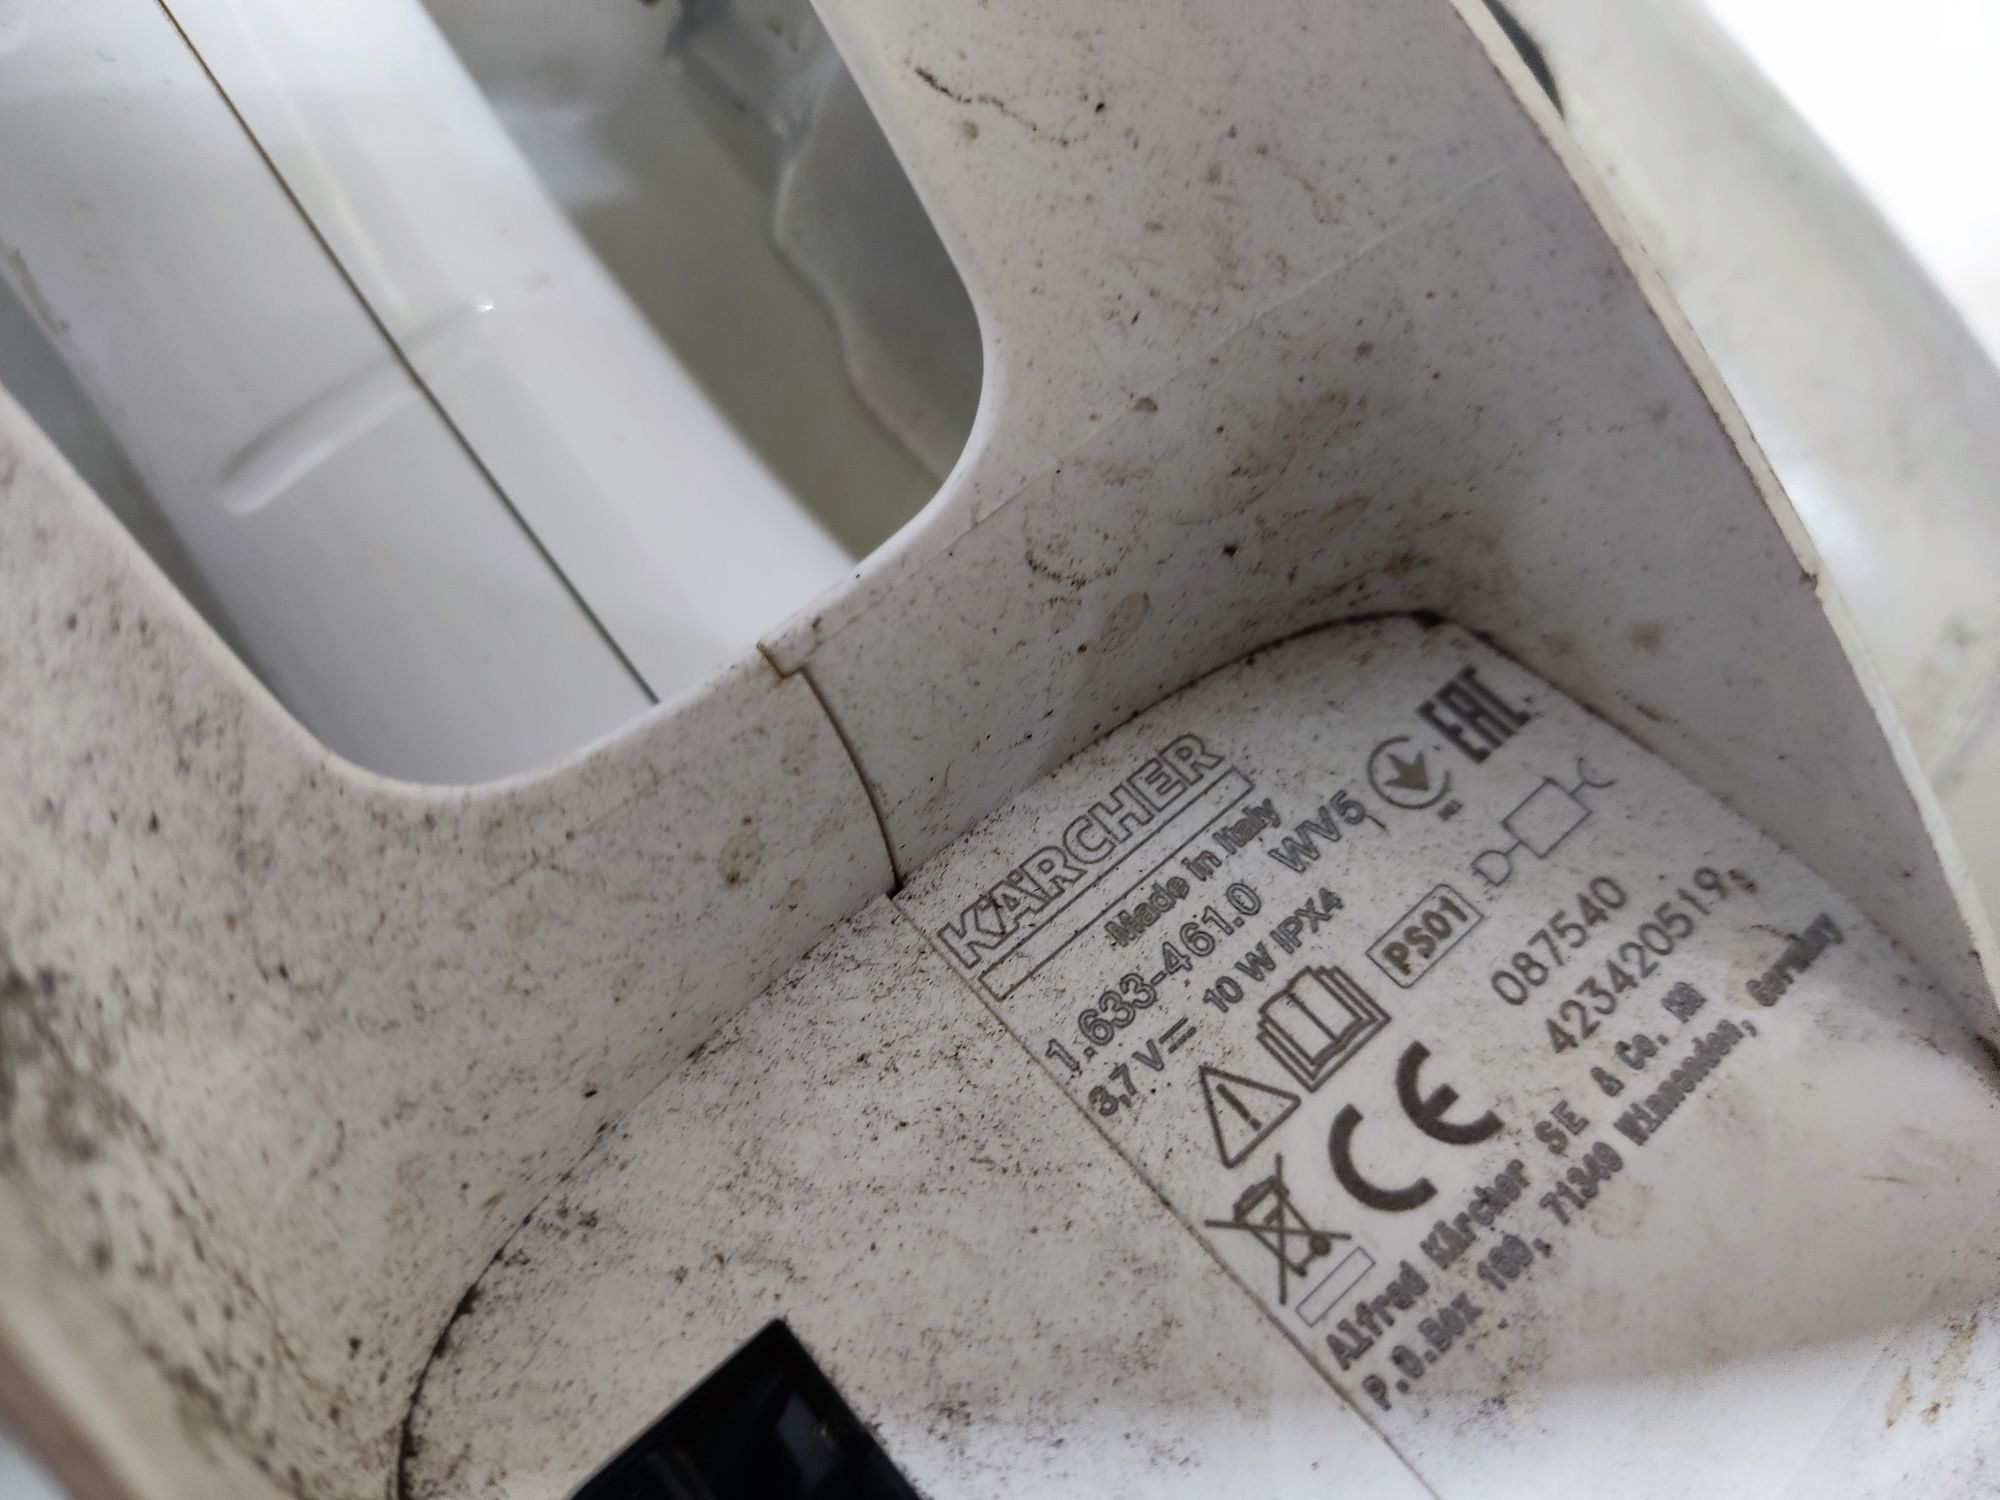 KÄRCHER
Made in Italy
1.633-461.0 WV5
3,7 V 10 W IPX4
EAC
PS01
087540
4234205519
CE
Alfred Kärcher SE & Co. KG
P.O.Box 160, 71349 Winnenden, Germany